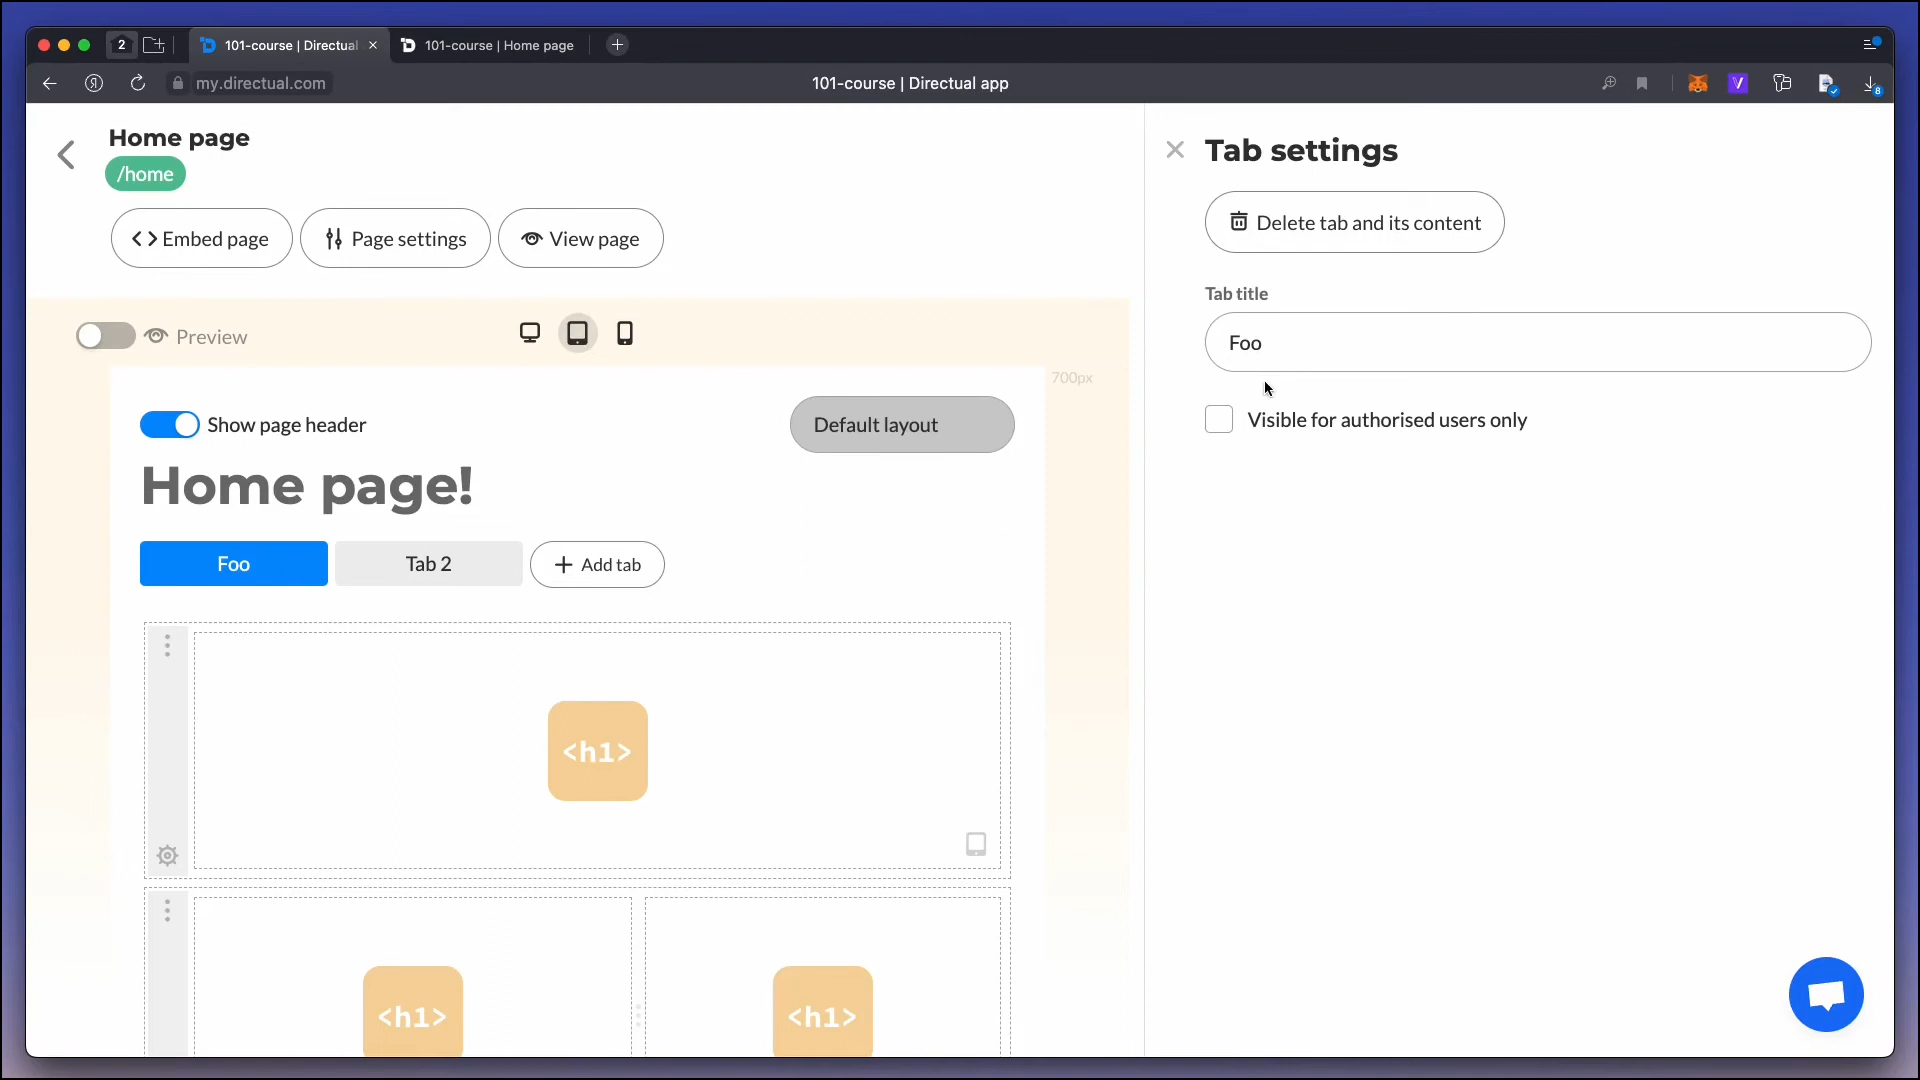 2
101-course | Directual
101-course | Home page
my.directual.com
101-course | Directual app
8
Home page
/home
Embed page
Page settings
View page
Preview
700px
Show page header
Default layout
Home page!
Foo
Tab 2
Add tab
<h1>
<h1>
<h1>
Tab settings
Delete tab and its content
Tab title
Foo
Visible for authorised users only